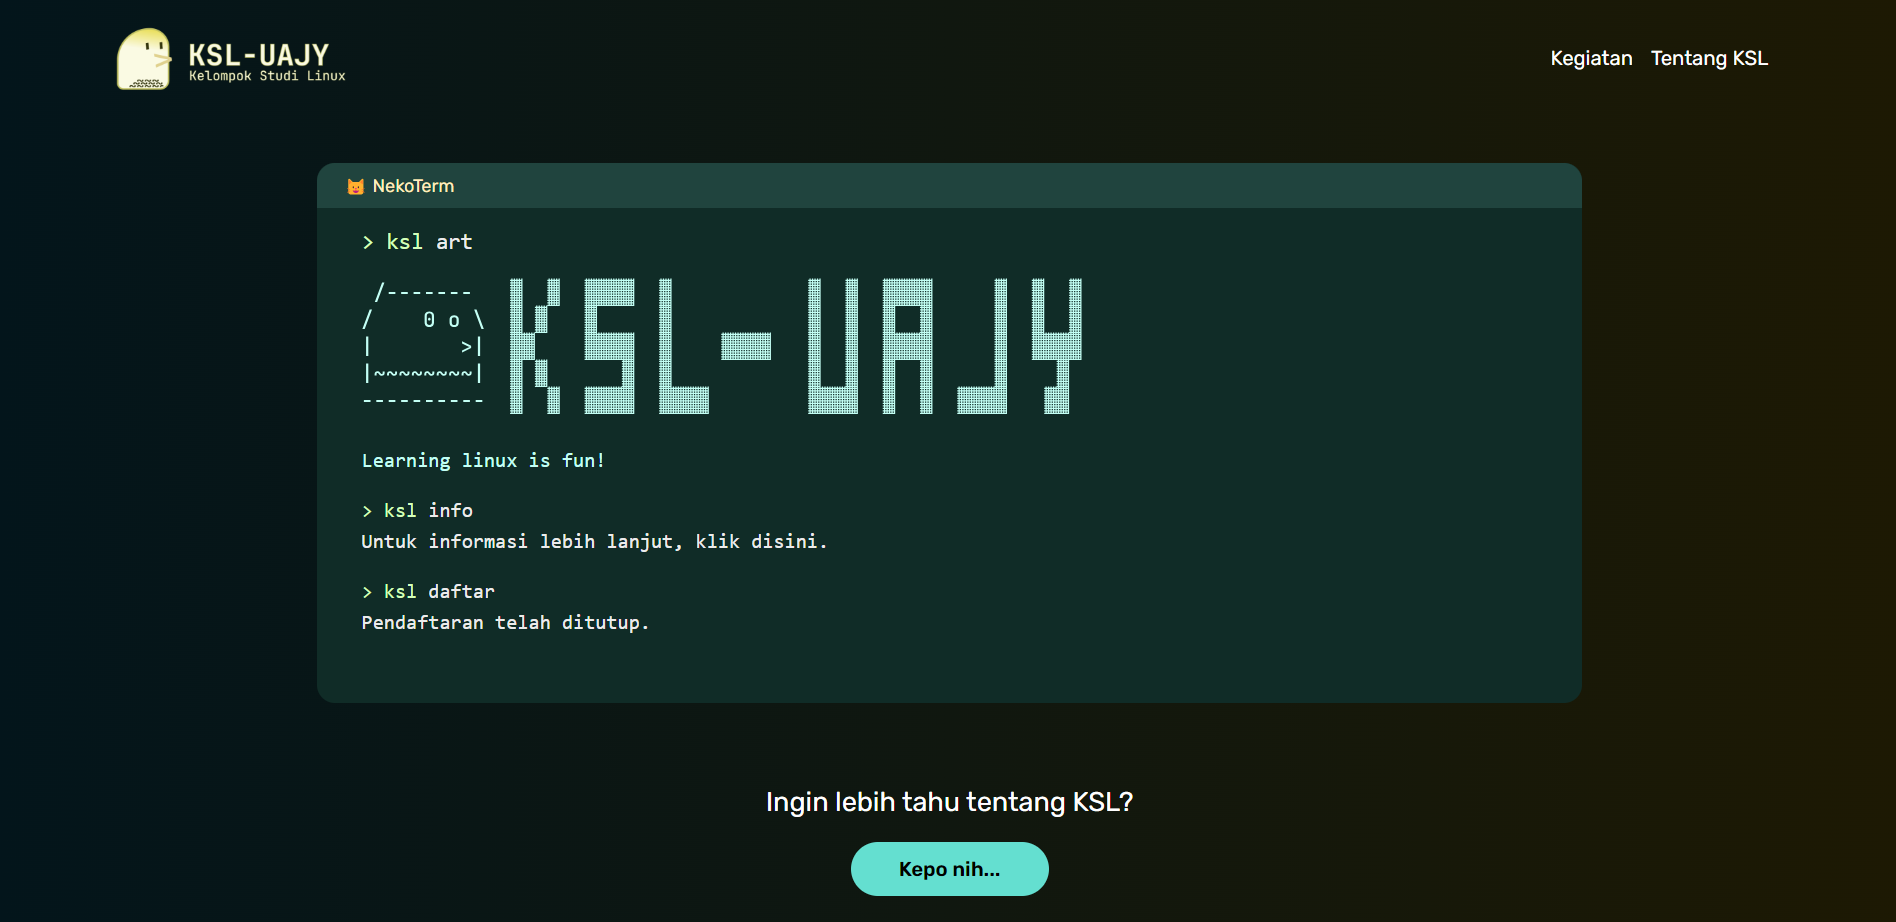 KSL-UAJY
Kelompok Studi Linux
Kegiatan Tentang KSL
NekoTerm
> ksl art
KSL-UAJY
Learning linux is fun!
> ksl info
Untuk informasi lebih lanjut, klik disini.
> ksl daftar
Pendaftaran telah ditutup.
Ingin lebih tahu tentang KSL?
Kepo nih...